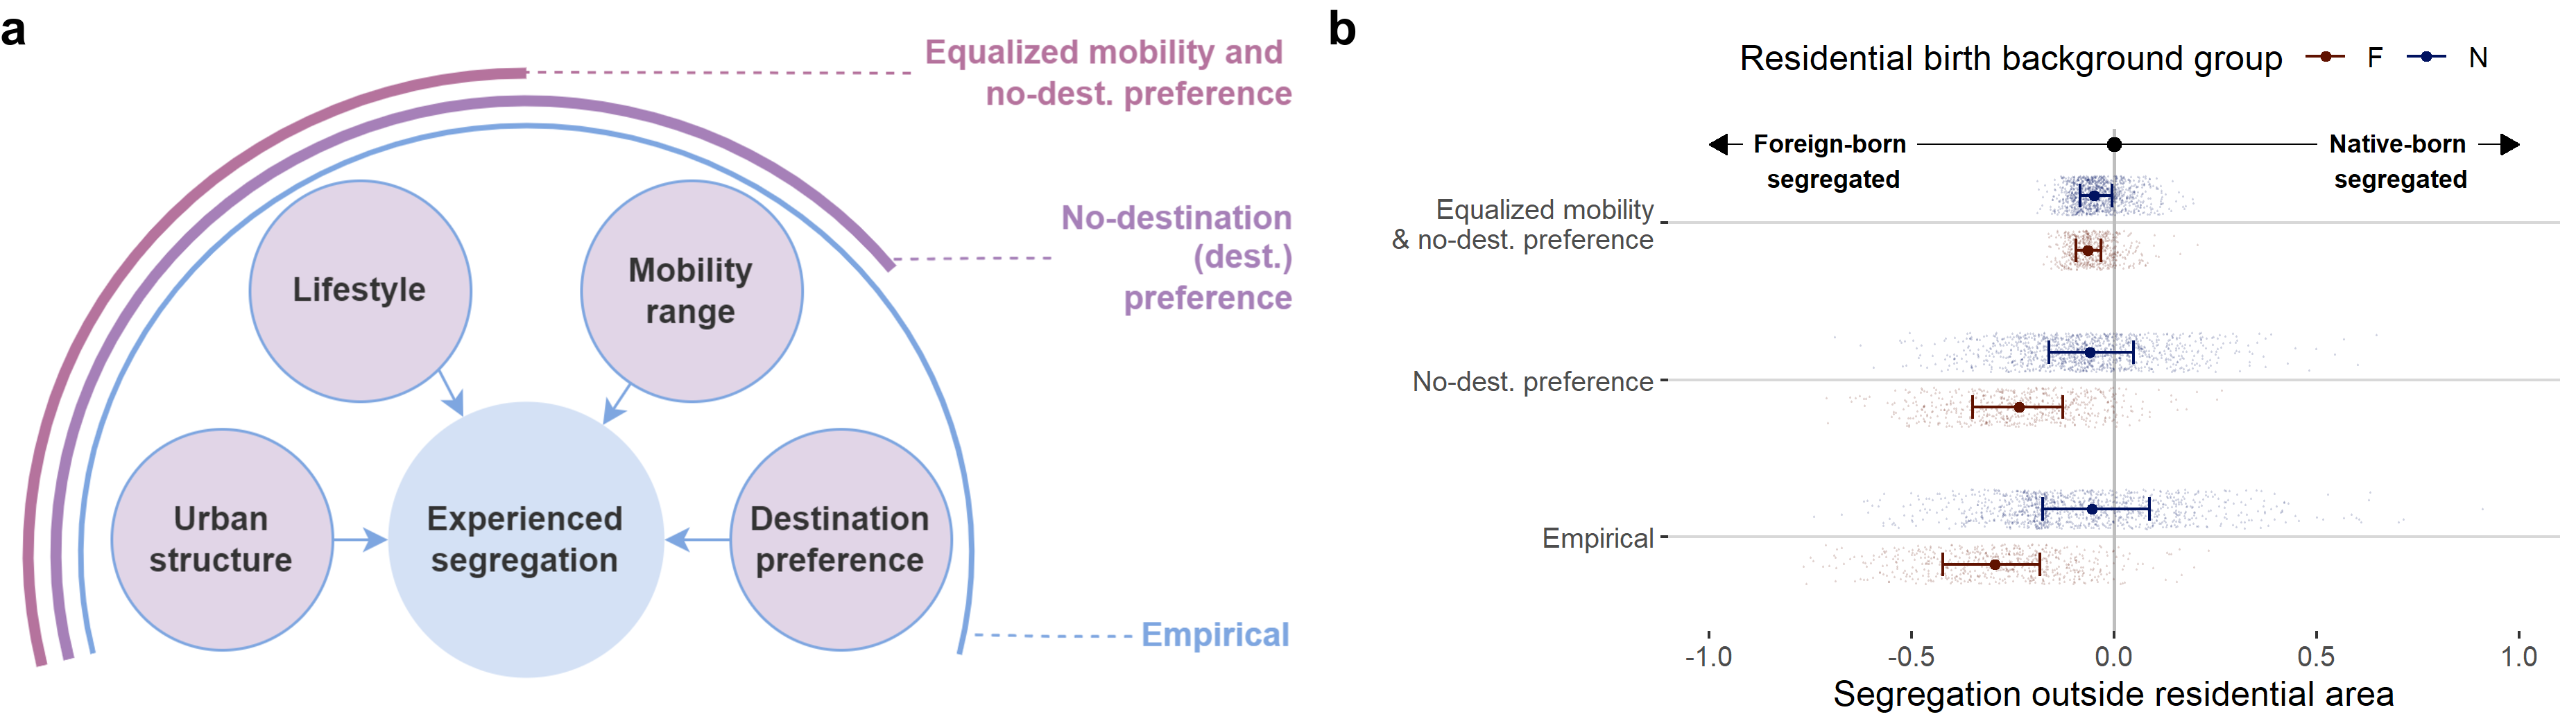 a
Equalized mobility and
no-dest. preference
No-destination
(dest.)
preference
Lifestyle
Mobility
range
Urban
structure
Experienced
segregation
Destination
preference
Empirical
b
Residential birth background group F N
Foreign-born
segregated
Native-born
segregated
Equalized mobility
& no-dest. preference
No-dest. preference
Empirical
-1.0 -0.5 0.0 0.5 1.0
Segregation outside residential area